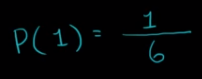 P(1) = 1/6